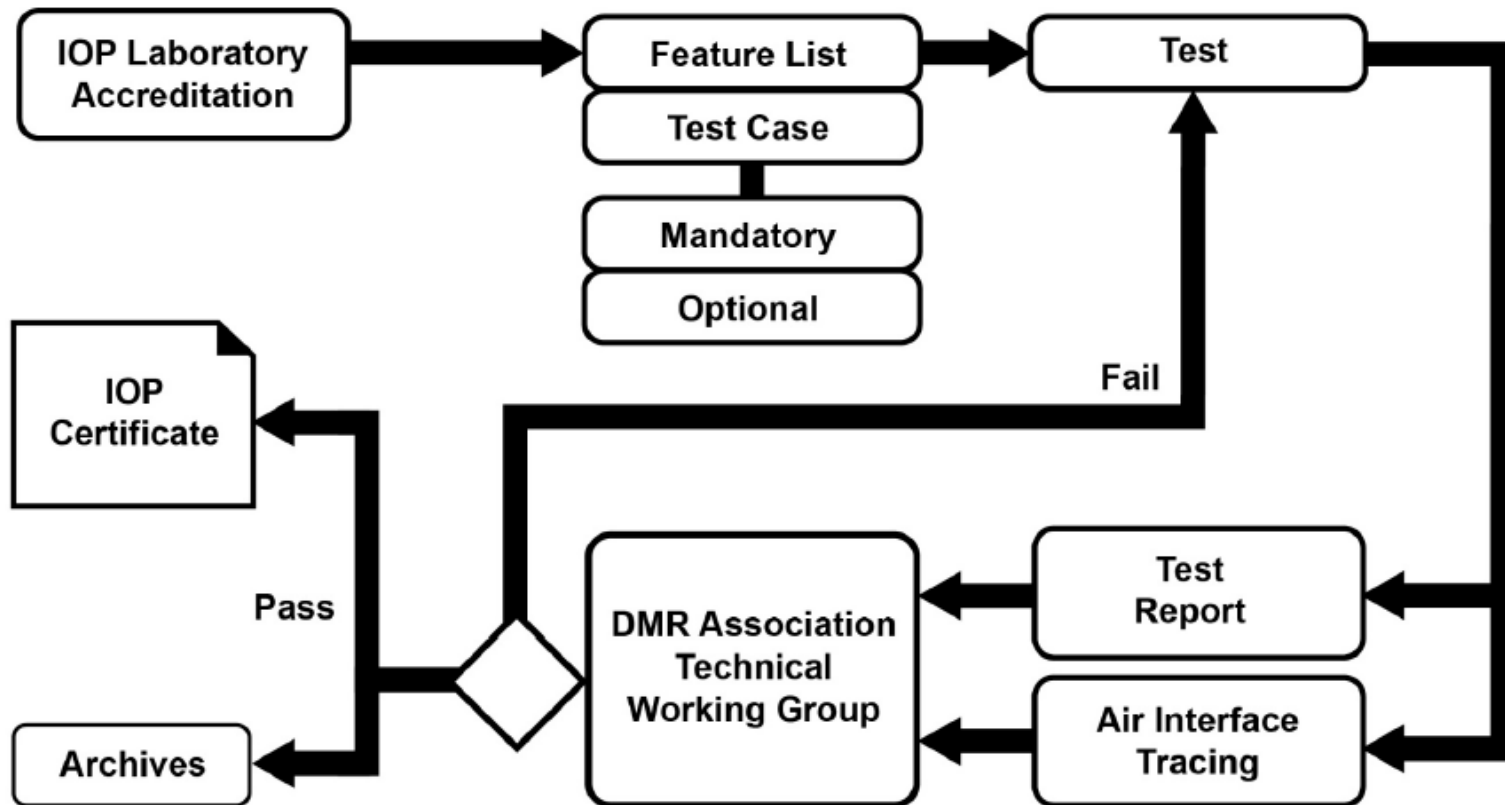 IOP Laboratory
Accreditation
Feature List
Test
Test Case
Mandatory
Optional
IOP
Certificate
Fail
Pass
DMR Association
Technical
Working Group
Test
Report
Air Interface
Tracing
Archives